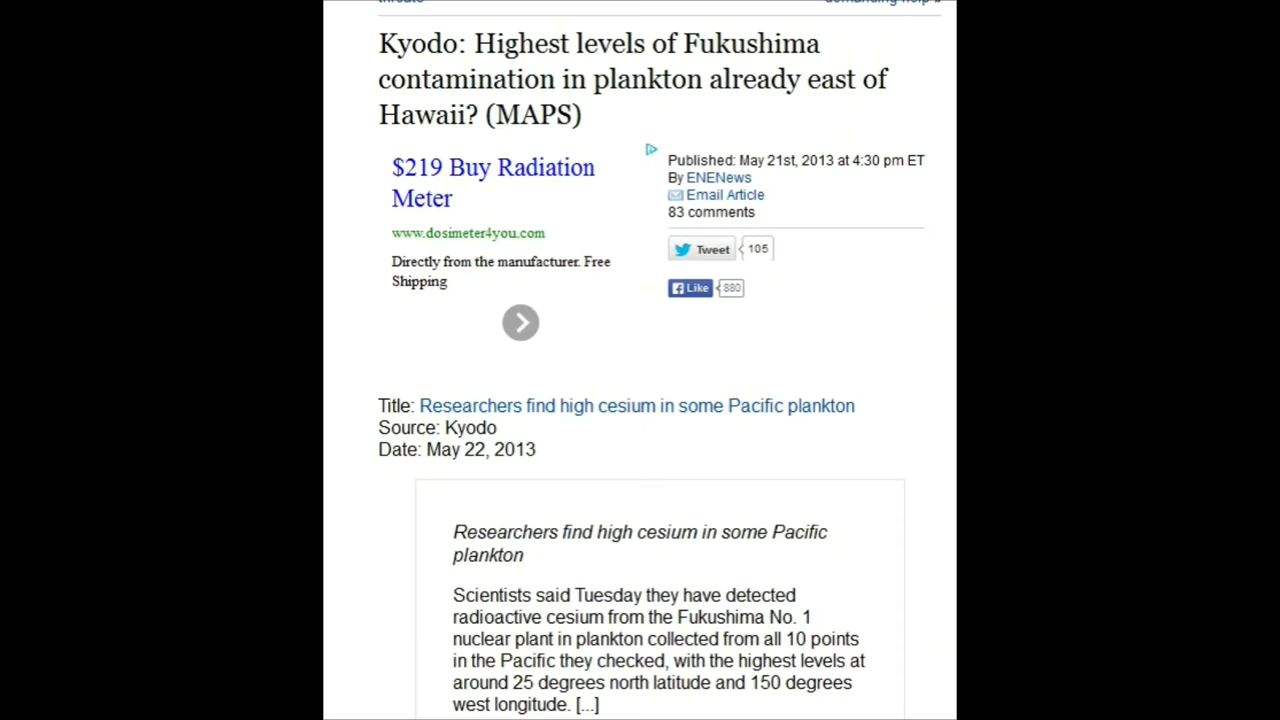 Kyodo: Highest levels of Fukushima
contamination in plankton already east of
Hawaii? (MAPS)
$219 Buy Radiation
Meter
www.dosimeter4you.com
Directly from the manufacturer. Free
Shipping
Published: May 21st, 2013 at 4:30 pm ET
By ENENews
Email Article
83 comments
Tweet 105
Like 880
Title: Researchers find high cesium in some Pacific plankton
Source: Kyodo
Date: May 22, 2013
Researchers find high cesium in some Pacific
plankton
Scientists said Tuesday they have detected
radioactive cesium from the Fukushima No. 1
nuclear plant in plankton collected from all 10 points
in the Pacific they checked, with the highest levels at
around 25 degrees north latitude and 150 degrees
west longitude. [...]